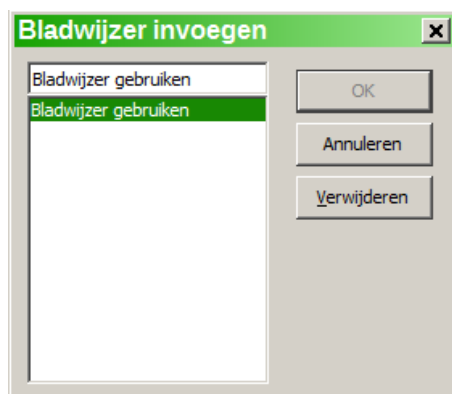 Bladwijzer invoegen
Bladwijzer gebruiken
Bladwijzer gebruiken
OK
Annuleren
Verwijderen